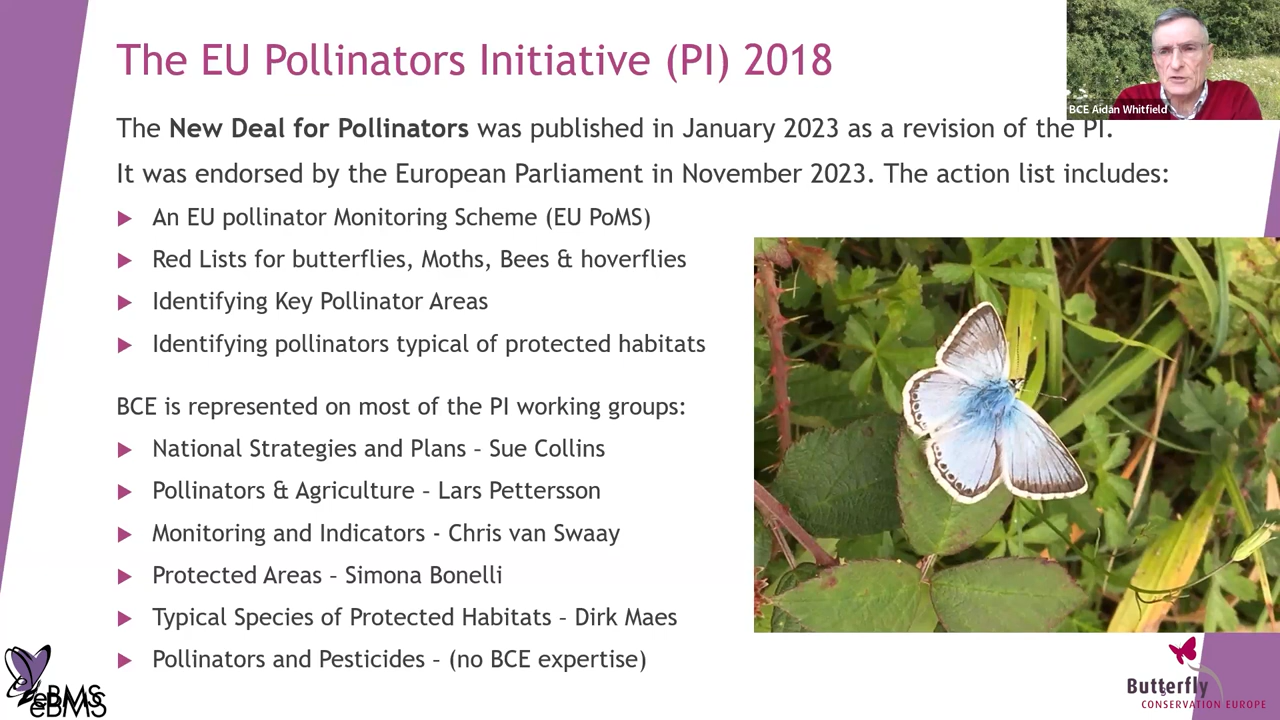 The EU Pollinators Initiative (PI) 2018
BCE Aidan Whitfield
The New Deal for Pollinators was published in January 2023 as a revision of the PI.
It was endorsed by the European Parliament in November 2023. The action list includes:
An EU pollinator Monitoring Scheme (EU PoMS)
Red Lists for butterflies, Moths, Bees & hoverflies
Identifying Key Pollinator Areas
Identifying pollinators typical of protected habitats
BCE is represented on most of the PI working groups:
National Strategies and Plans – Sue Collins
Pollinators & Agriculture – Lars Pettersson
Monitoring and Indicators - Chris van Swaay
Protected Areas – Simona Bonelli
Typical Species of Protected Habitats – Dirk Maes
Pollinators and Pesticides – (no BCE expertise)
eBMS
eBMS
Butterfly
CONSERVATION EUROPE